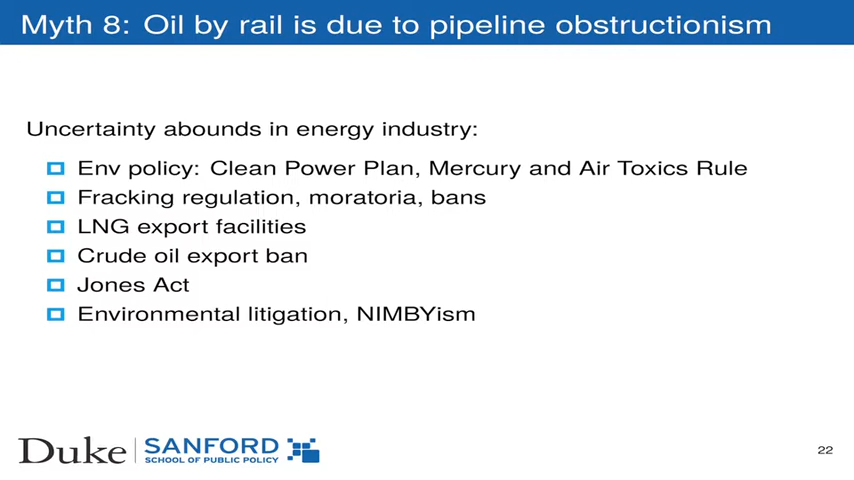 Myth 8: Oil by rail is due to pipeline obstructionism
Uncertainty abounds in energy industry:
Env policy: Clean Power Plan, Mercury and Air Toxics Rule
Fracking regulation, moratoria, bans
LNG export facilities
Crude oil export ban
Jones Act
Environmental litigation, NIMBYism
Duke
SANFORD
SCHOOL OF PUBLIC POLICY
22